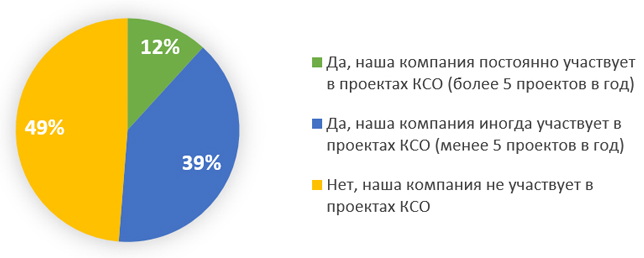 12%
49%
39%
Да, наша компания постоянно участвует
в проектах КСО (более 5 проектов в год)
Да, наша компания иногда участвует в
проектах КСО (менее 5 проектов в год)
Нет, наша компания не участвует в
проектах КСО